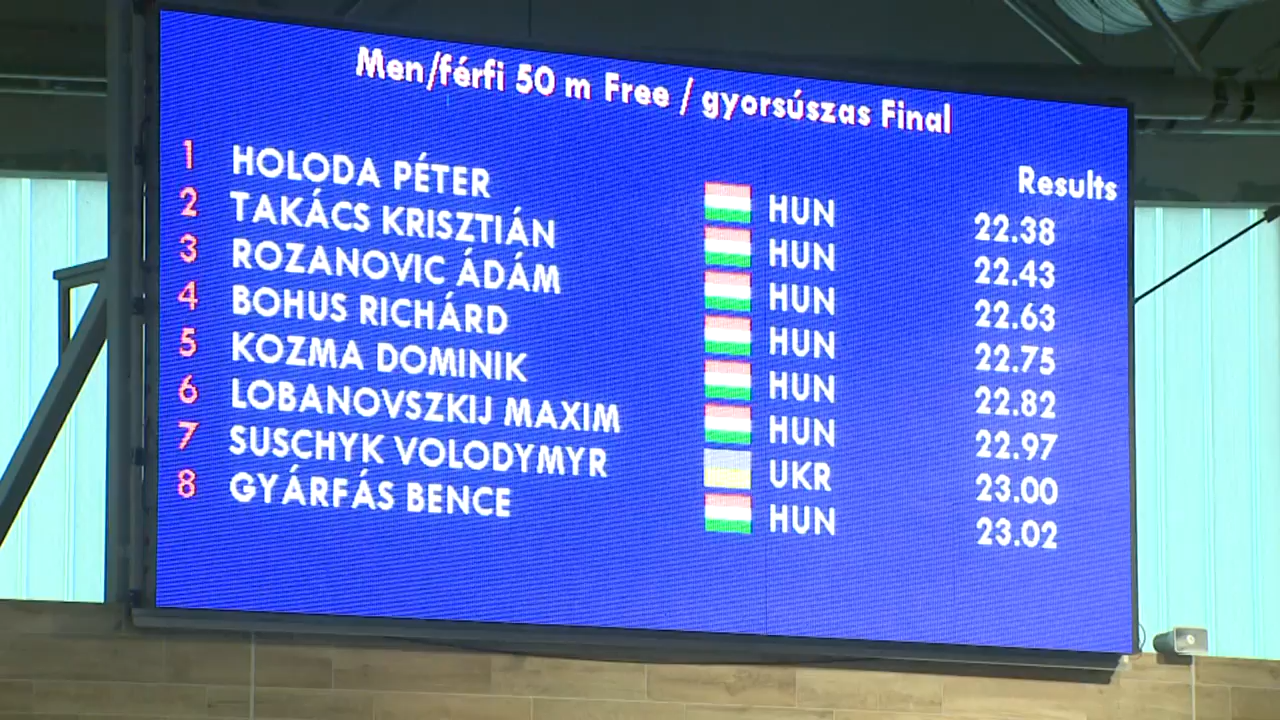 Men/férfi 50 m Free / gyorsúszas Final
Results
1 HOLODA PÉTER HUN 22.38
2 TAKÁCS KRISZTIÁN HUN 22.43
3 ROZANOVIC ÁDÁM HUN 22.63
4 BOHUS RICHÁRD HUN 22.75
5 KOZMA DOMINIK HUN 22.82
6 LOBANOVSZKIJ MAXIM HUN 22.97
7 SUSCHYK VOLODYMYR UKR 23.00
8 GYÁRFÁS BENCE HUN 23.02